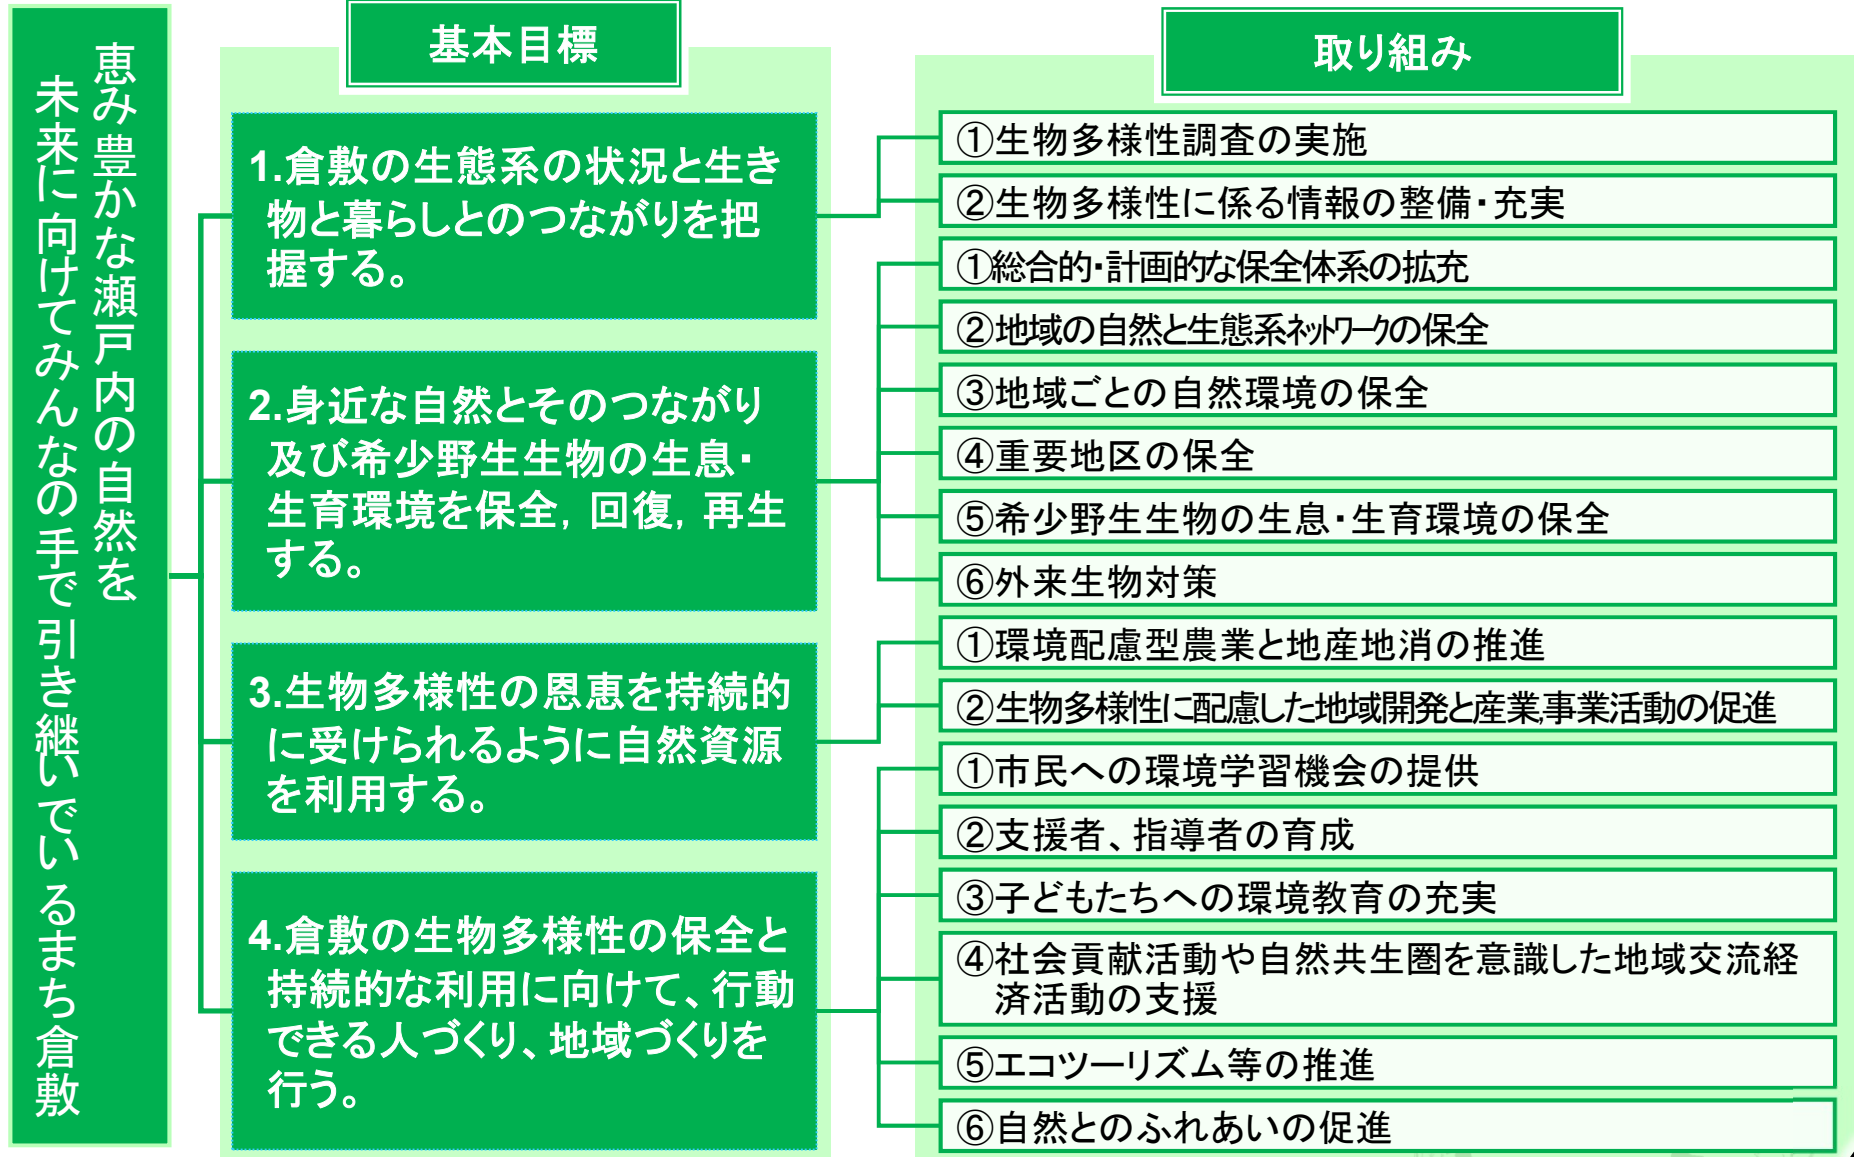 恵み豊かな瀬戸内の自然を、
未来に向けてみんなの手で引き継いでいるまち倉敷
基本目標
1.倉敷の生態系の状況と生き
物と暮らしとのつながりを把
握する。
2.身近な自然とそのつながり
及び希少野生生物の生息・
生育環境を保全，回復，再生
する。
3.生物多様性の恩恵を持続的
に受けられるように自然資源
を利用する。
4.倉敷の生物多様性の保全と
持続的な利用に向けて、行動
できる人づくり、地域づくりを
行う。
取り組み
①生物多様性調査の実施
②生物多様性に係る情報の整備・充実
①総合的・計画的な保全体系の拡充
②地域の自然と生態系ﾈｯﾄﾜｰｸの保全
③地域ごとの自然環境の保全
④重要地区の保全
⑤希少野生生物の生息・生育環境の保全
⑥外来生物対策
①環境配慮型農業と地産地消の推進
②生物多様性に配慮した地域開発と産業,事業活動の促進
①市民への環境学習機会の提供
②支援者、指導者の育成
③子どもたちへの環境教育の充実
④社会貢献活動や自然共生圏を意識した地域交流経
済活動の支援
⑤エコツーリズム等の推進
⑥自然とのふれあいの促進